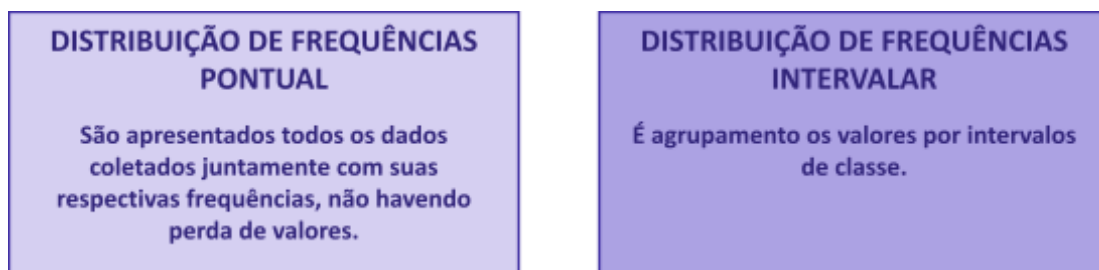 DISTRIBUIÇÃO DE FREQUÊNCIAS
PONTUAL
São apresentados todos os dados
coletados juntamente com suas
respectivas frequências, não havendo
perda de valores.
DISTRIBUIÇÃO DE FREQUÊNCIAS
INTERVALAR
É agrupamento os valores por intervalos
de classe.